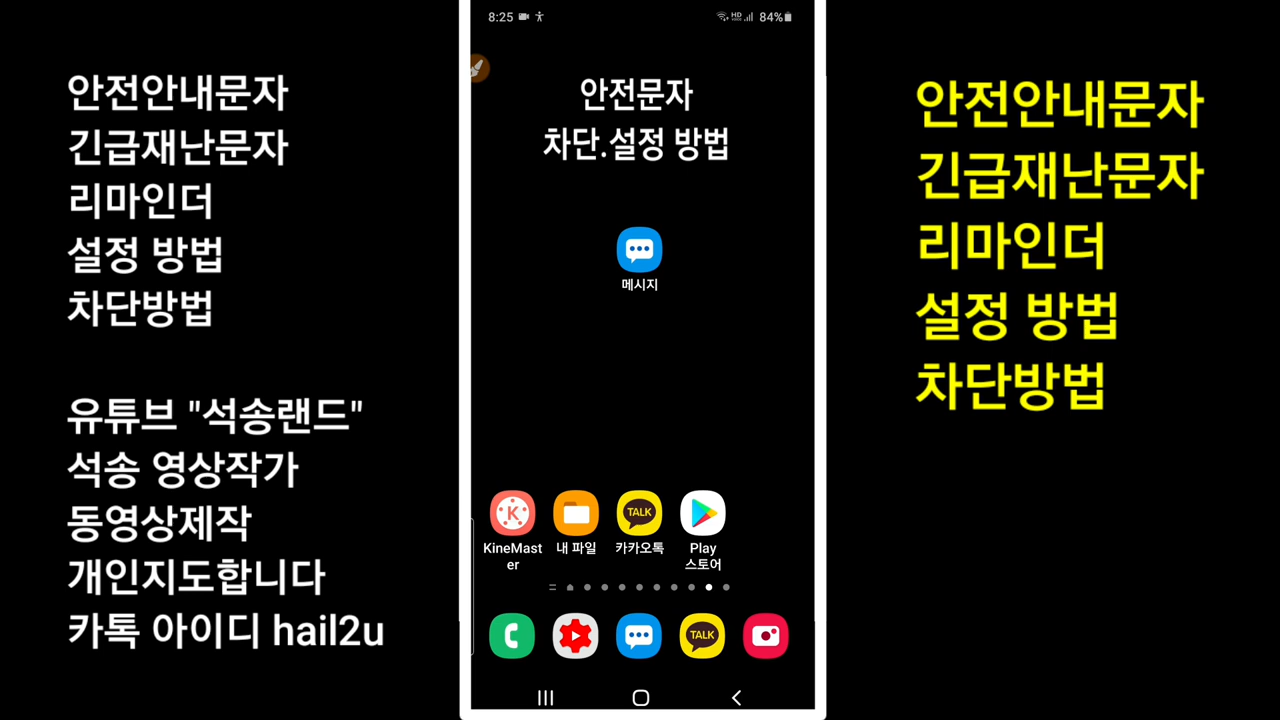 안전안내문자
긴급재난문자
리마인더
설정 방법
차단방법
유튜브 "석송랜드"
석송 영상작가
동영상제작
개인지도합니다
카톡 아이디 hail2u
8:25
HD
84%
안전문자
차단.설정 방법
메시지
KineMast
er
내 파일
TALK
카카오톡
Play
스토어
TALK
안전안내문자
긴급재난문자
리마인더
설정 방법
차단방법